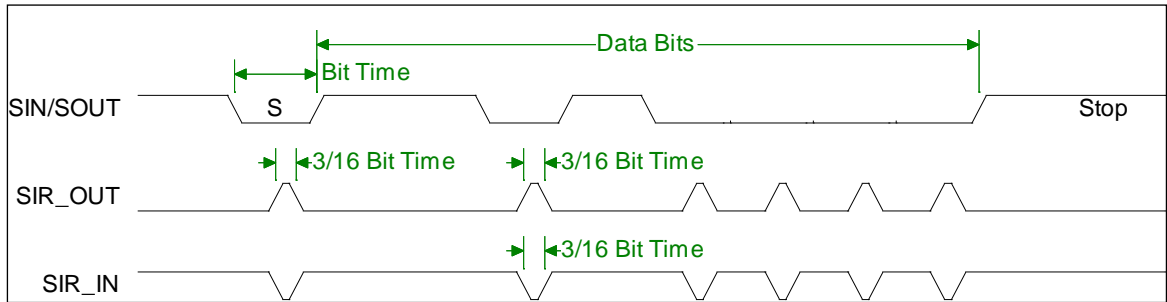 Data Bits
Bit Time
SIN/SOUT
S
Stop
3/16 Bit Time
3/16 Bit Time
SIR_OUT
3/16 Bit Time
SIR_IN